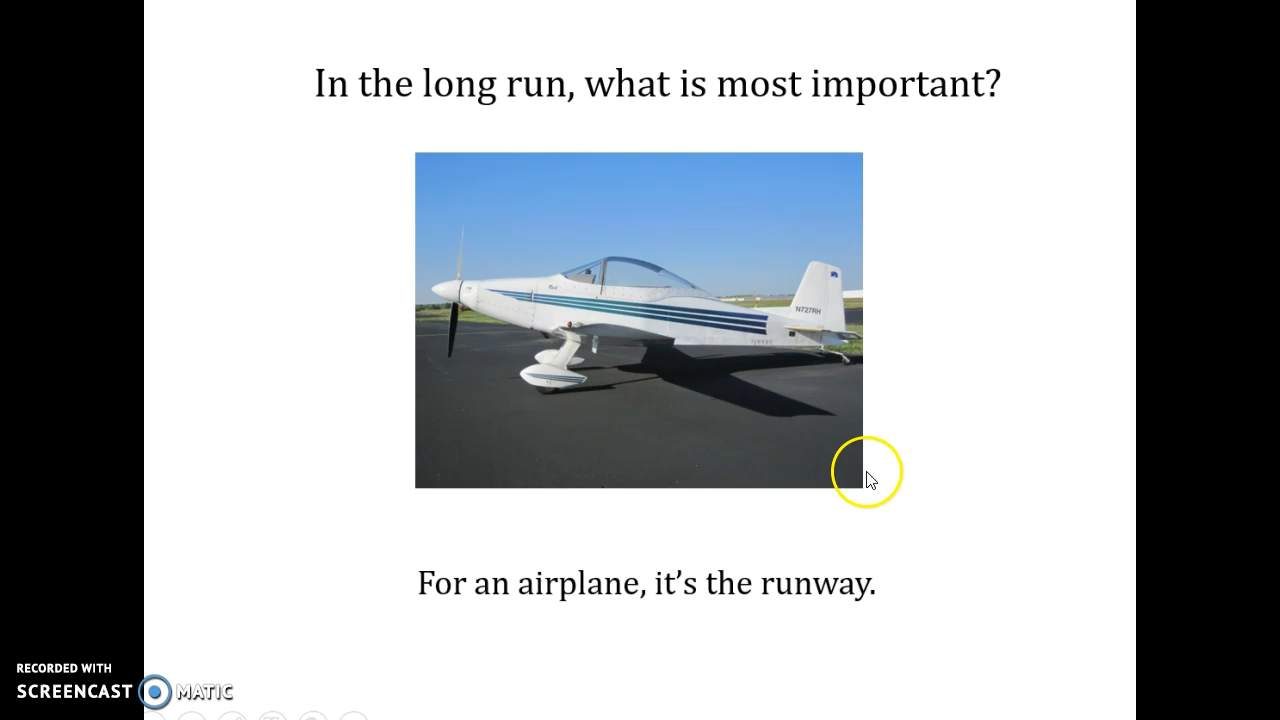 In the long run, what is most important?
N727RH
For an airplane, it’s the runway.
RECORDED WITH
SCREENCAST MATIC